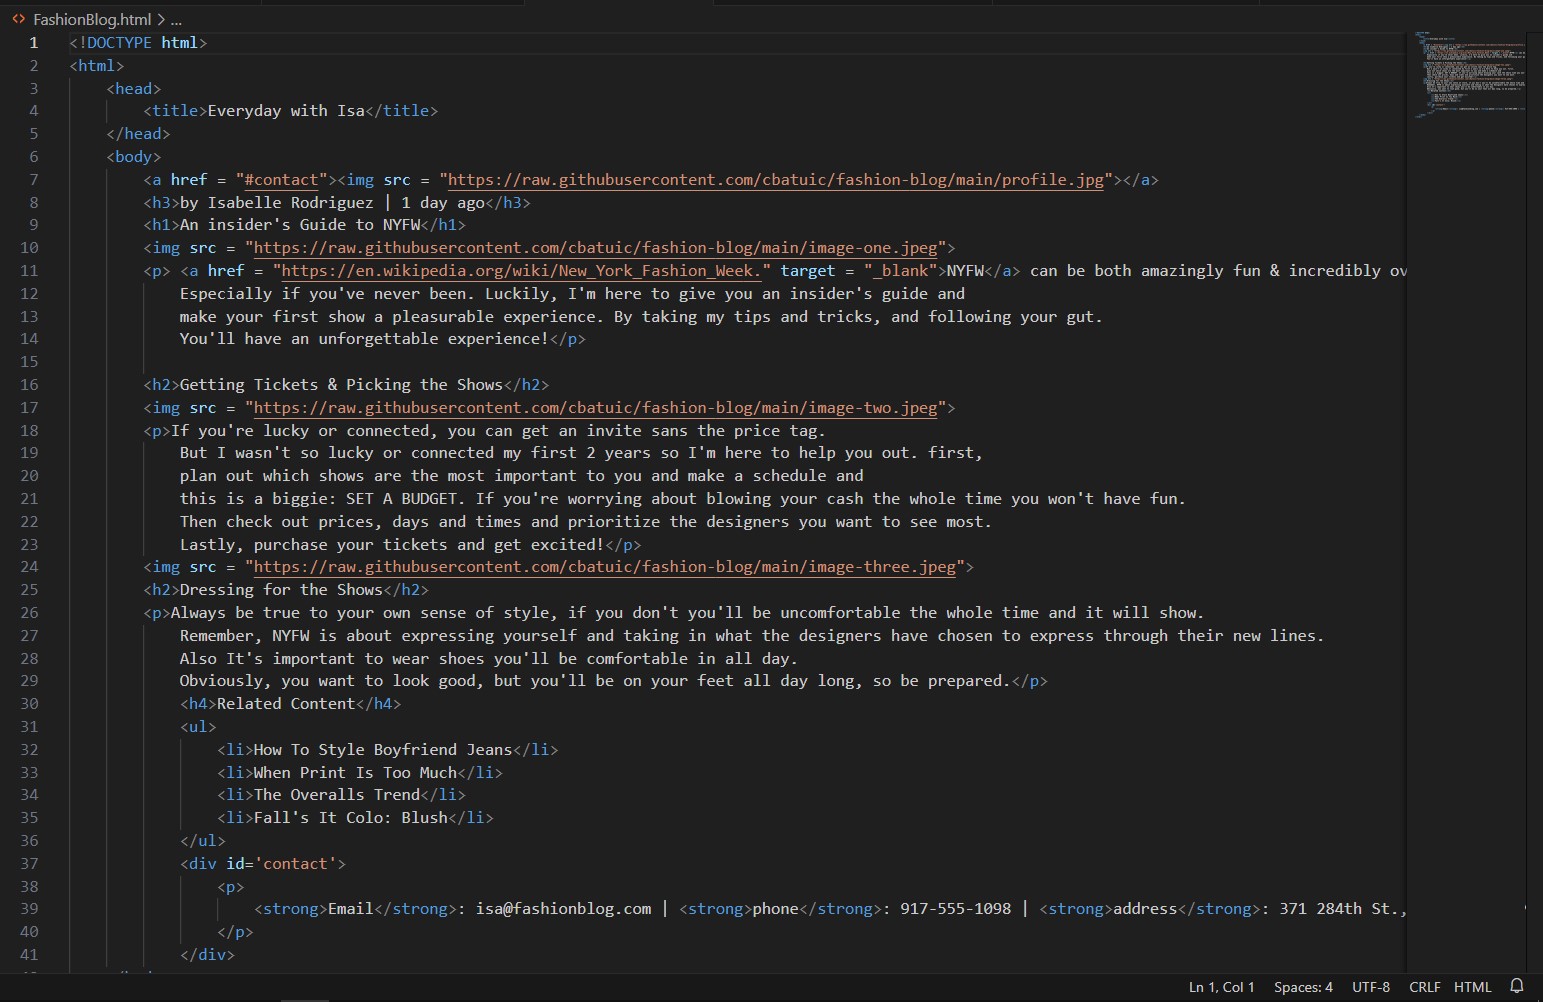 FashionBlog.html > ...
1 <!DOCTYPE html>
2 <html>
3 <head>
4 <title>Everyday with Isa</title>
5 </head>
6 <body>
7 <a href = "#contact"><img src = "https://raw.githubusercontent.com/cbatuic/fashion-blog/main/profile.jpg"></a>
8 <h3>by Isabelle Rodriguez | 1 day ago</h3>
9 <h1>An insider's Guide to NYFW</h1>
10 <img src = "https://raw.githubusercontent.com/cbatuic/fashion-blog/main/image-one.jpeg">
11 <p> <a href = "https://en.wikipedia.org/wiki/New_York_Fashion_Week." target = "_blank">NYFW</a> can be both amazingly fun & incredibly ov
12 Especially if you've never been. Luckily, I'm here to give you an insider's guide and
13 make your first show a pleasurable experience. By taking my tips and tricks, and following your gut.
14 You'll have an unforgettable experience!</p>
15
16 <h2>Getting Tickets & Picking the Shows</h2>
17 <img src = "https://raw.githubusercontent.com/cbatuic/fashion-blog/main/image-two.jpeg">
18 <p>If you're lucky or connected, you can get an invite sans the price tag.
19 But I wasn't so lucky or connected my first 2 years so I'm here to help you out. first,
20 plan out which shows are the most important to you and make a schedule and
21 this is a biggie: SET A BUDGET. If you're worrying about blowing your cash the whole time you won't have fun.
22 Then check out prices, days and times and prioritize the designers you want to see most.
23 Lastly, purchase your tickets and get excited!</p>
24 <img src = "https://raw.githubusercontent.com/cbatuic/fashion-blog/main/image-three.jpeg">
25 <h2>Dressing for the Shows</h2>
26 <p>Always be true to your own sense of style, if you don't you'll be uncomfortable the whole time and it will show.
27 Remember, NYFW is about expressing yourself and taking in what the designers have chosen to express through their new lines.
28 Also It's important to wear shoes you'll be comfortable in all day.
29 Obviously, you want to look good, but you'll be on your feet all day long, so be prepared.</p>
30 <h4>Related Content</h4>
31 <ul>
32 <li>How To Style Boyfriend Jeans</li>
33 <li>When Print Is Too Much</li>
34 <li>The Overalls Trend</li>
35 <li>Fall's It Colo: Blush</li>
36 </ul>
37 <div id='contact'>
38 <p>
39 <strong>Email</strong>: isa@fashionblog.com | <strong>phone</strong>: 917-555-1098 | <strong>address</strong>: 371 284th St.,
40 </p>
41 </div>
Ln 1, Col 1 Spaces: 4 UTF-8 CRLF HTML